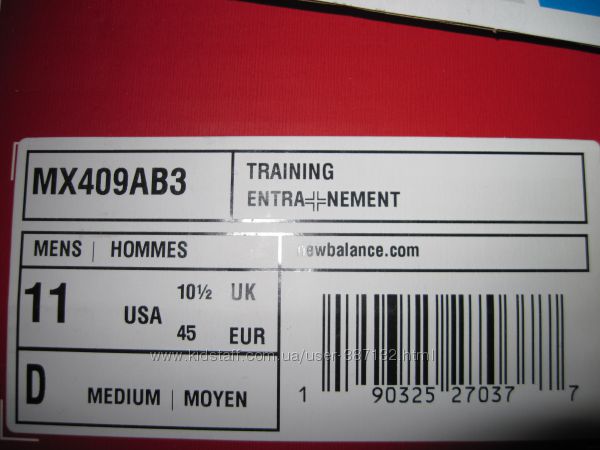 MX409AB3
TRAINING
ENTRA╬NEMENT
MENS | HOMMES
newbalance.com
11 USA
10½ UK
45 EUR
D MEDIUM | MOYEN
www.kidstaff.com.ua/user-387132.html
1 90325 27037 7